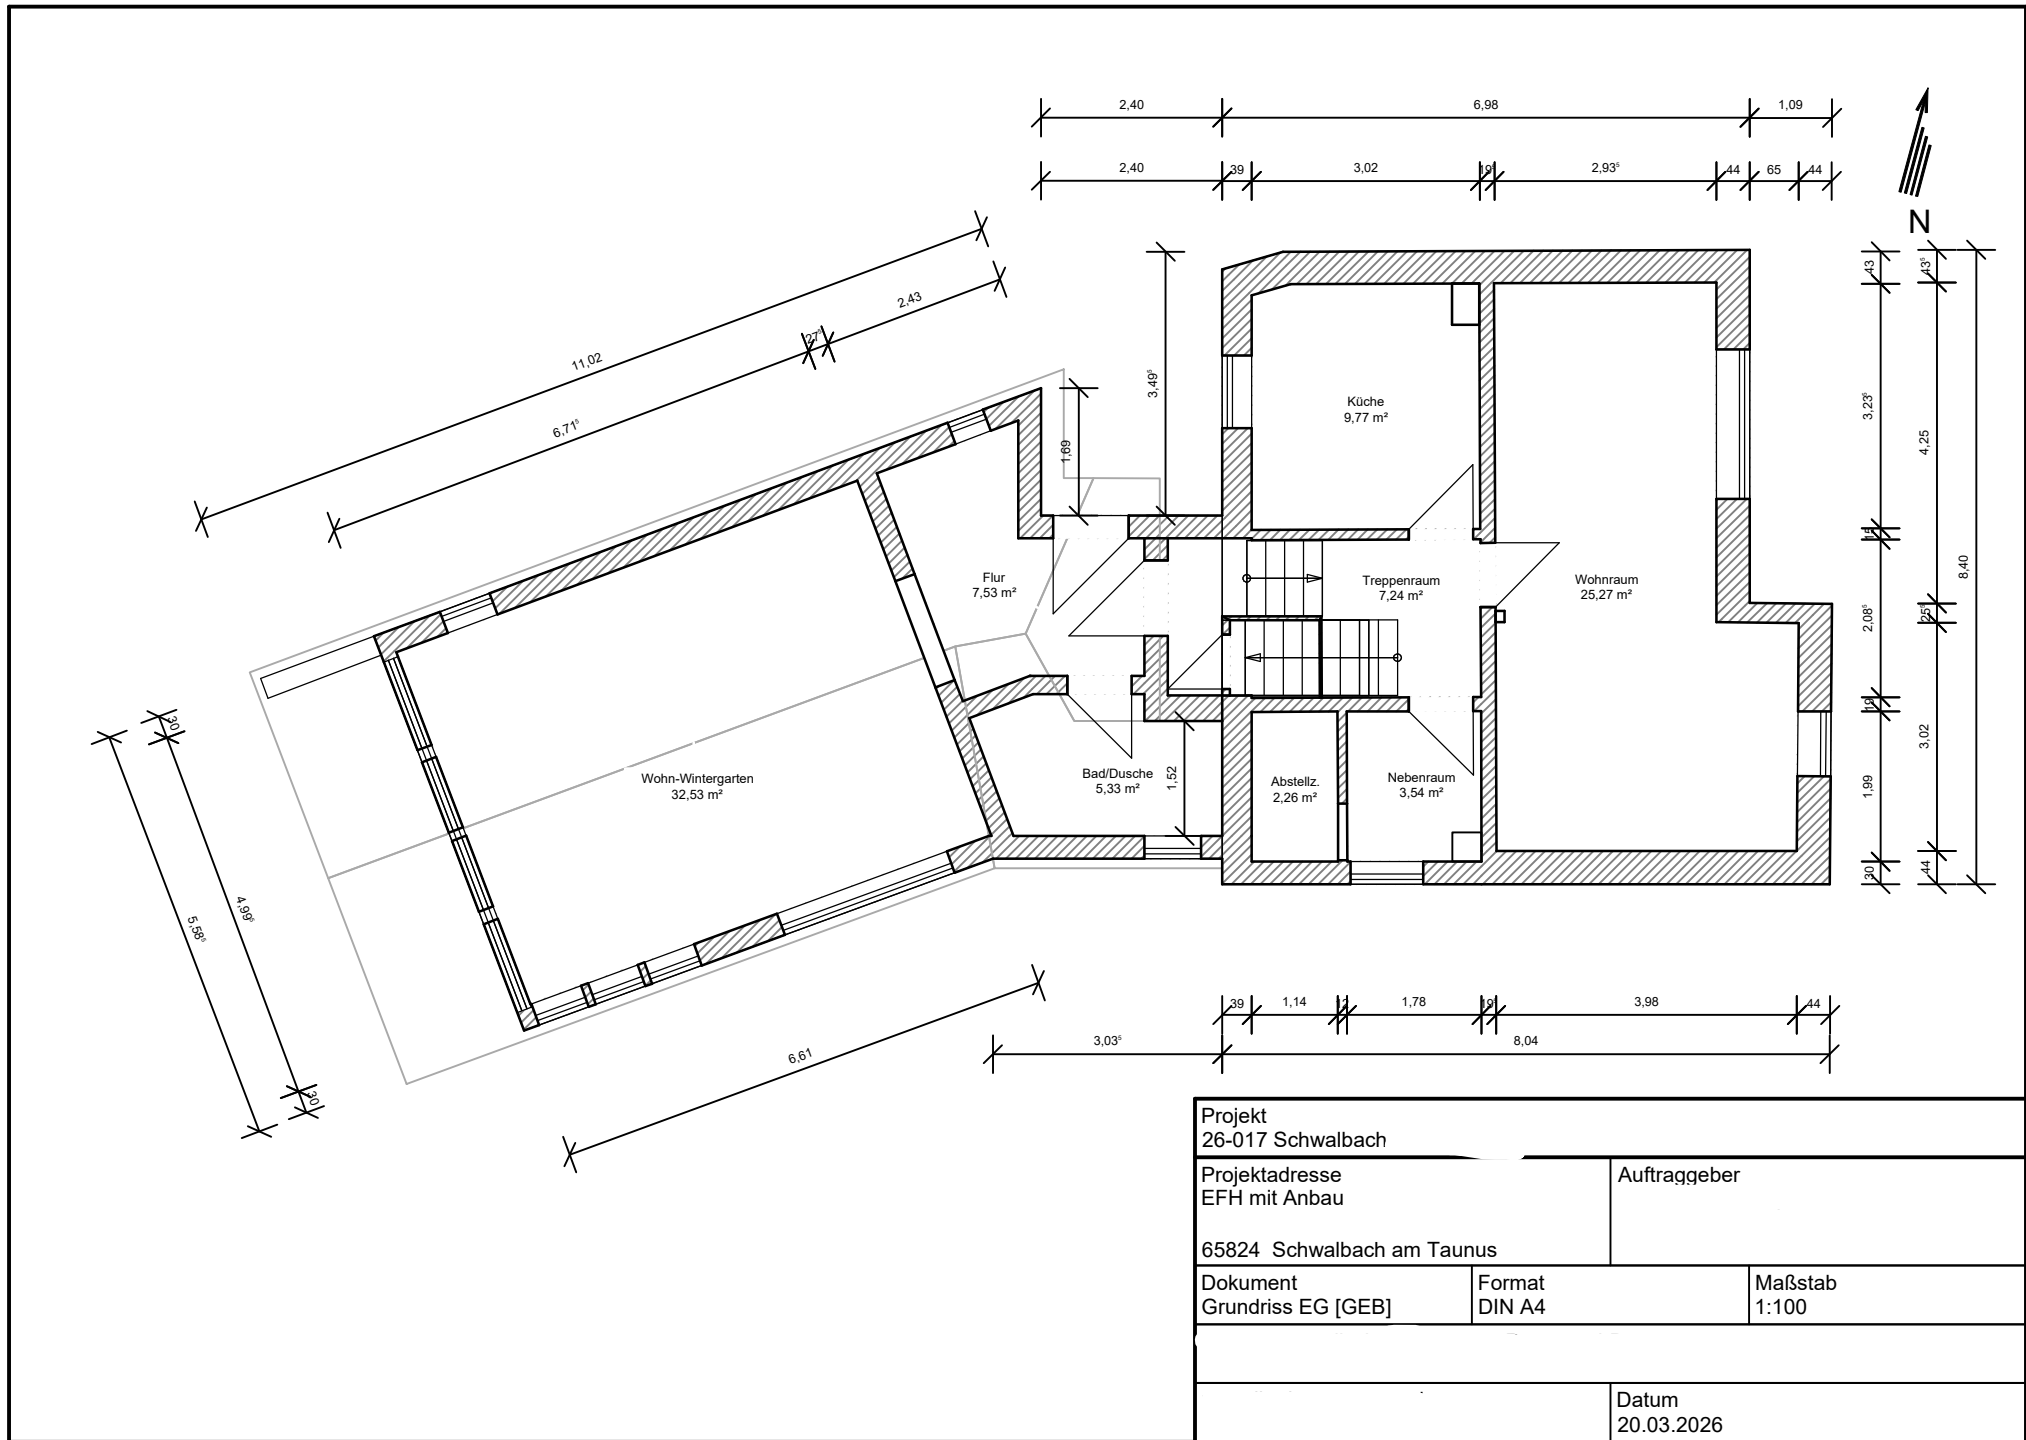 2,40
6,98
1,09
2,40
39
3,02
19⁵
2,93⁵
44
65
44
N
11,02
6,71⁵
27⁵
2,43
1,69
3,49⁵
43
3,23⁵
15
2,08⁵
19
1,99
30
43⁵
4,25
25⁵
3,02
44
8,40
Küche
9,77 m²
Flur
7,53 m²
Treppenraum
7,24 m²
Wohnraum
25,27 m²
Wohn-Wintergarten
32,53 m²
Bad/Dusche
5,33 m²
1,52
Abstellz.
2,26 m²
Nebenraum
3,54 m²
30
4,99⁵
30
5,58⁵
6,61
39
1,14
12
1,78
19⁵
3,98
44
3,03⁵
8,04
Projekt
26-017 Schwalbach
Projektadresse
EFH mit Anbau
65824 Schwalbach am Taunus
Auftraggeber
Dokument
Grundriss EG [GEB]
Format
DIN A4
Maßstab
1:100
Datum
20.03.2026